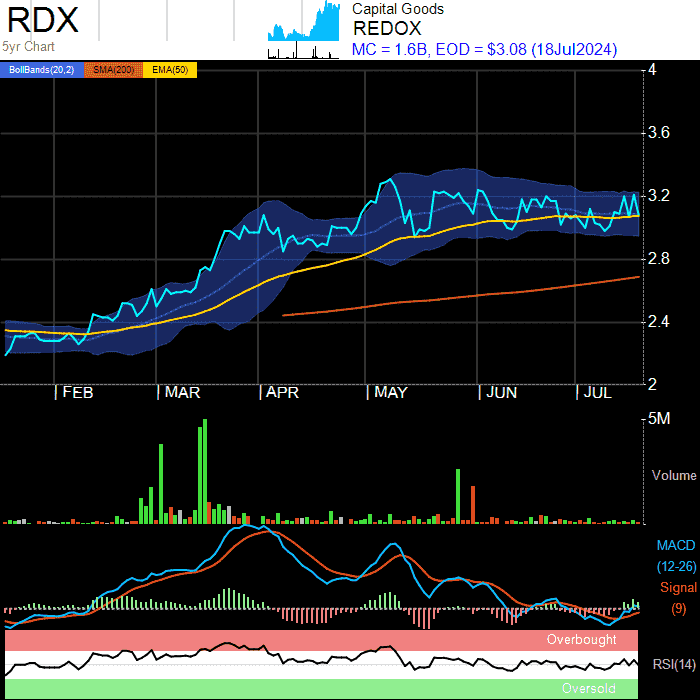 RDX
5yr Chart
Capital Goods
REDOX
MC = 1.6B, EOD = $3.08 (18Jul2024)
BollBands(20,2) SMA(200) EMA(50)
4
3.6
3.2
2.8
2.4
2
FEB MAR APR MAY JUN JUL
5M
Volume
MACD
(12-26)
Signal
(9)
Overbought
RSI(14)
Oversold